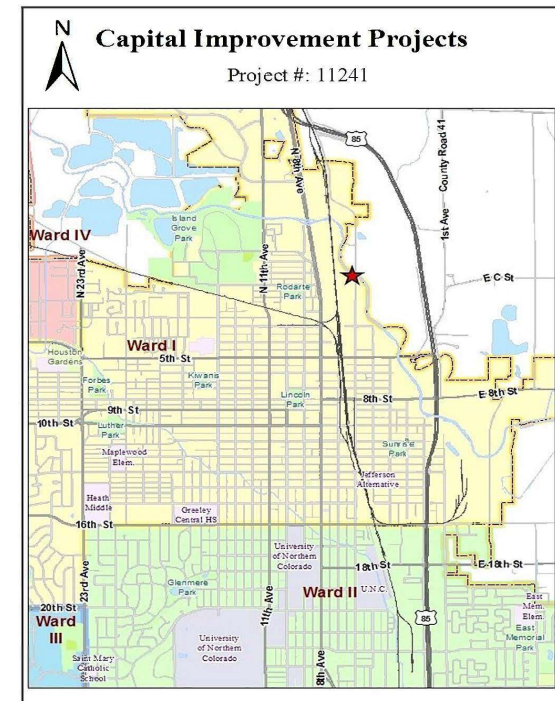 N
Capital Improvement Projects
Project #: 11241
85
N 8th Ave
County Road 41
1st Ave
Island
Grove
Park
Ward IV
N 23rd Ave
N 11th Ave
E C St
Rodarte
Park
Ward I
Houston
Gardens
5th St
Forbes
Park
Kiwanis
Park
Lincoln
Park
8th St
E 8th St
9th St
10th St
Luther
Park
Sunrise
Park
Maplewood
Elem.
Jefferson
Alternative
Heath
Middle
Greeley
Central HS
16th St
University
of Northern
Colorado
18th St
E 18th St
23rd Ave
Glenmere
Park
Ward II
U.N.C.
11th Ave
20th St
Ward
III
East
Mem.
Elem.
85
East
Memorial
Park
University
of Northern
Colorado
8th Ave
Saint Mary
Catholic
School